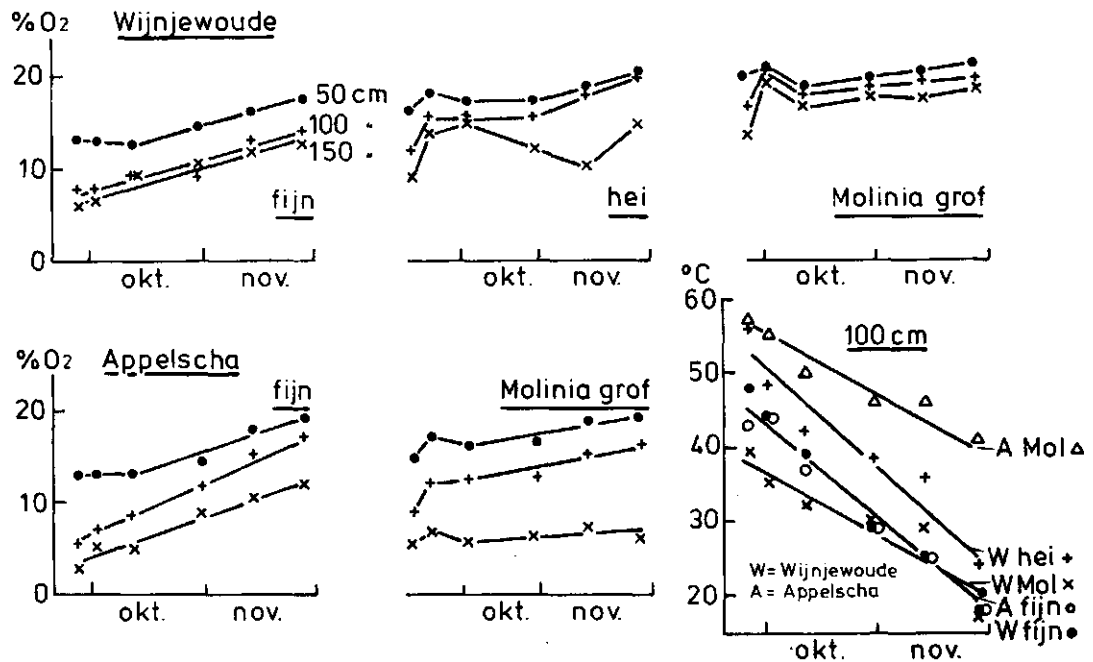 % O2 Wijnjewoude
20
10
0
50 cm
100 "
150 "
fijn
hei
Molinia grof
okt. nov.
okt. nov.
okt. nov.
% O2 Appelscha
20
10
0
fijn
Molinia grof
okt. nov.
okt. nov.
°C
60
50
40
30
20
100 cm
A Mol △
W hei +
W Mol ×
A fijn ○
W fijn ●
W = Wijnjewoude
A = Appelscha
okt. nov.